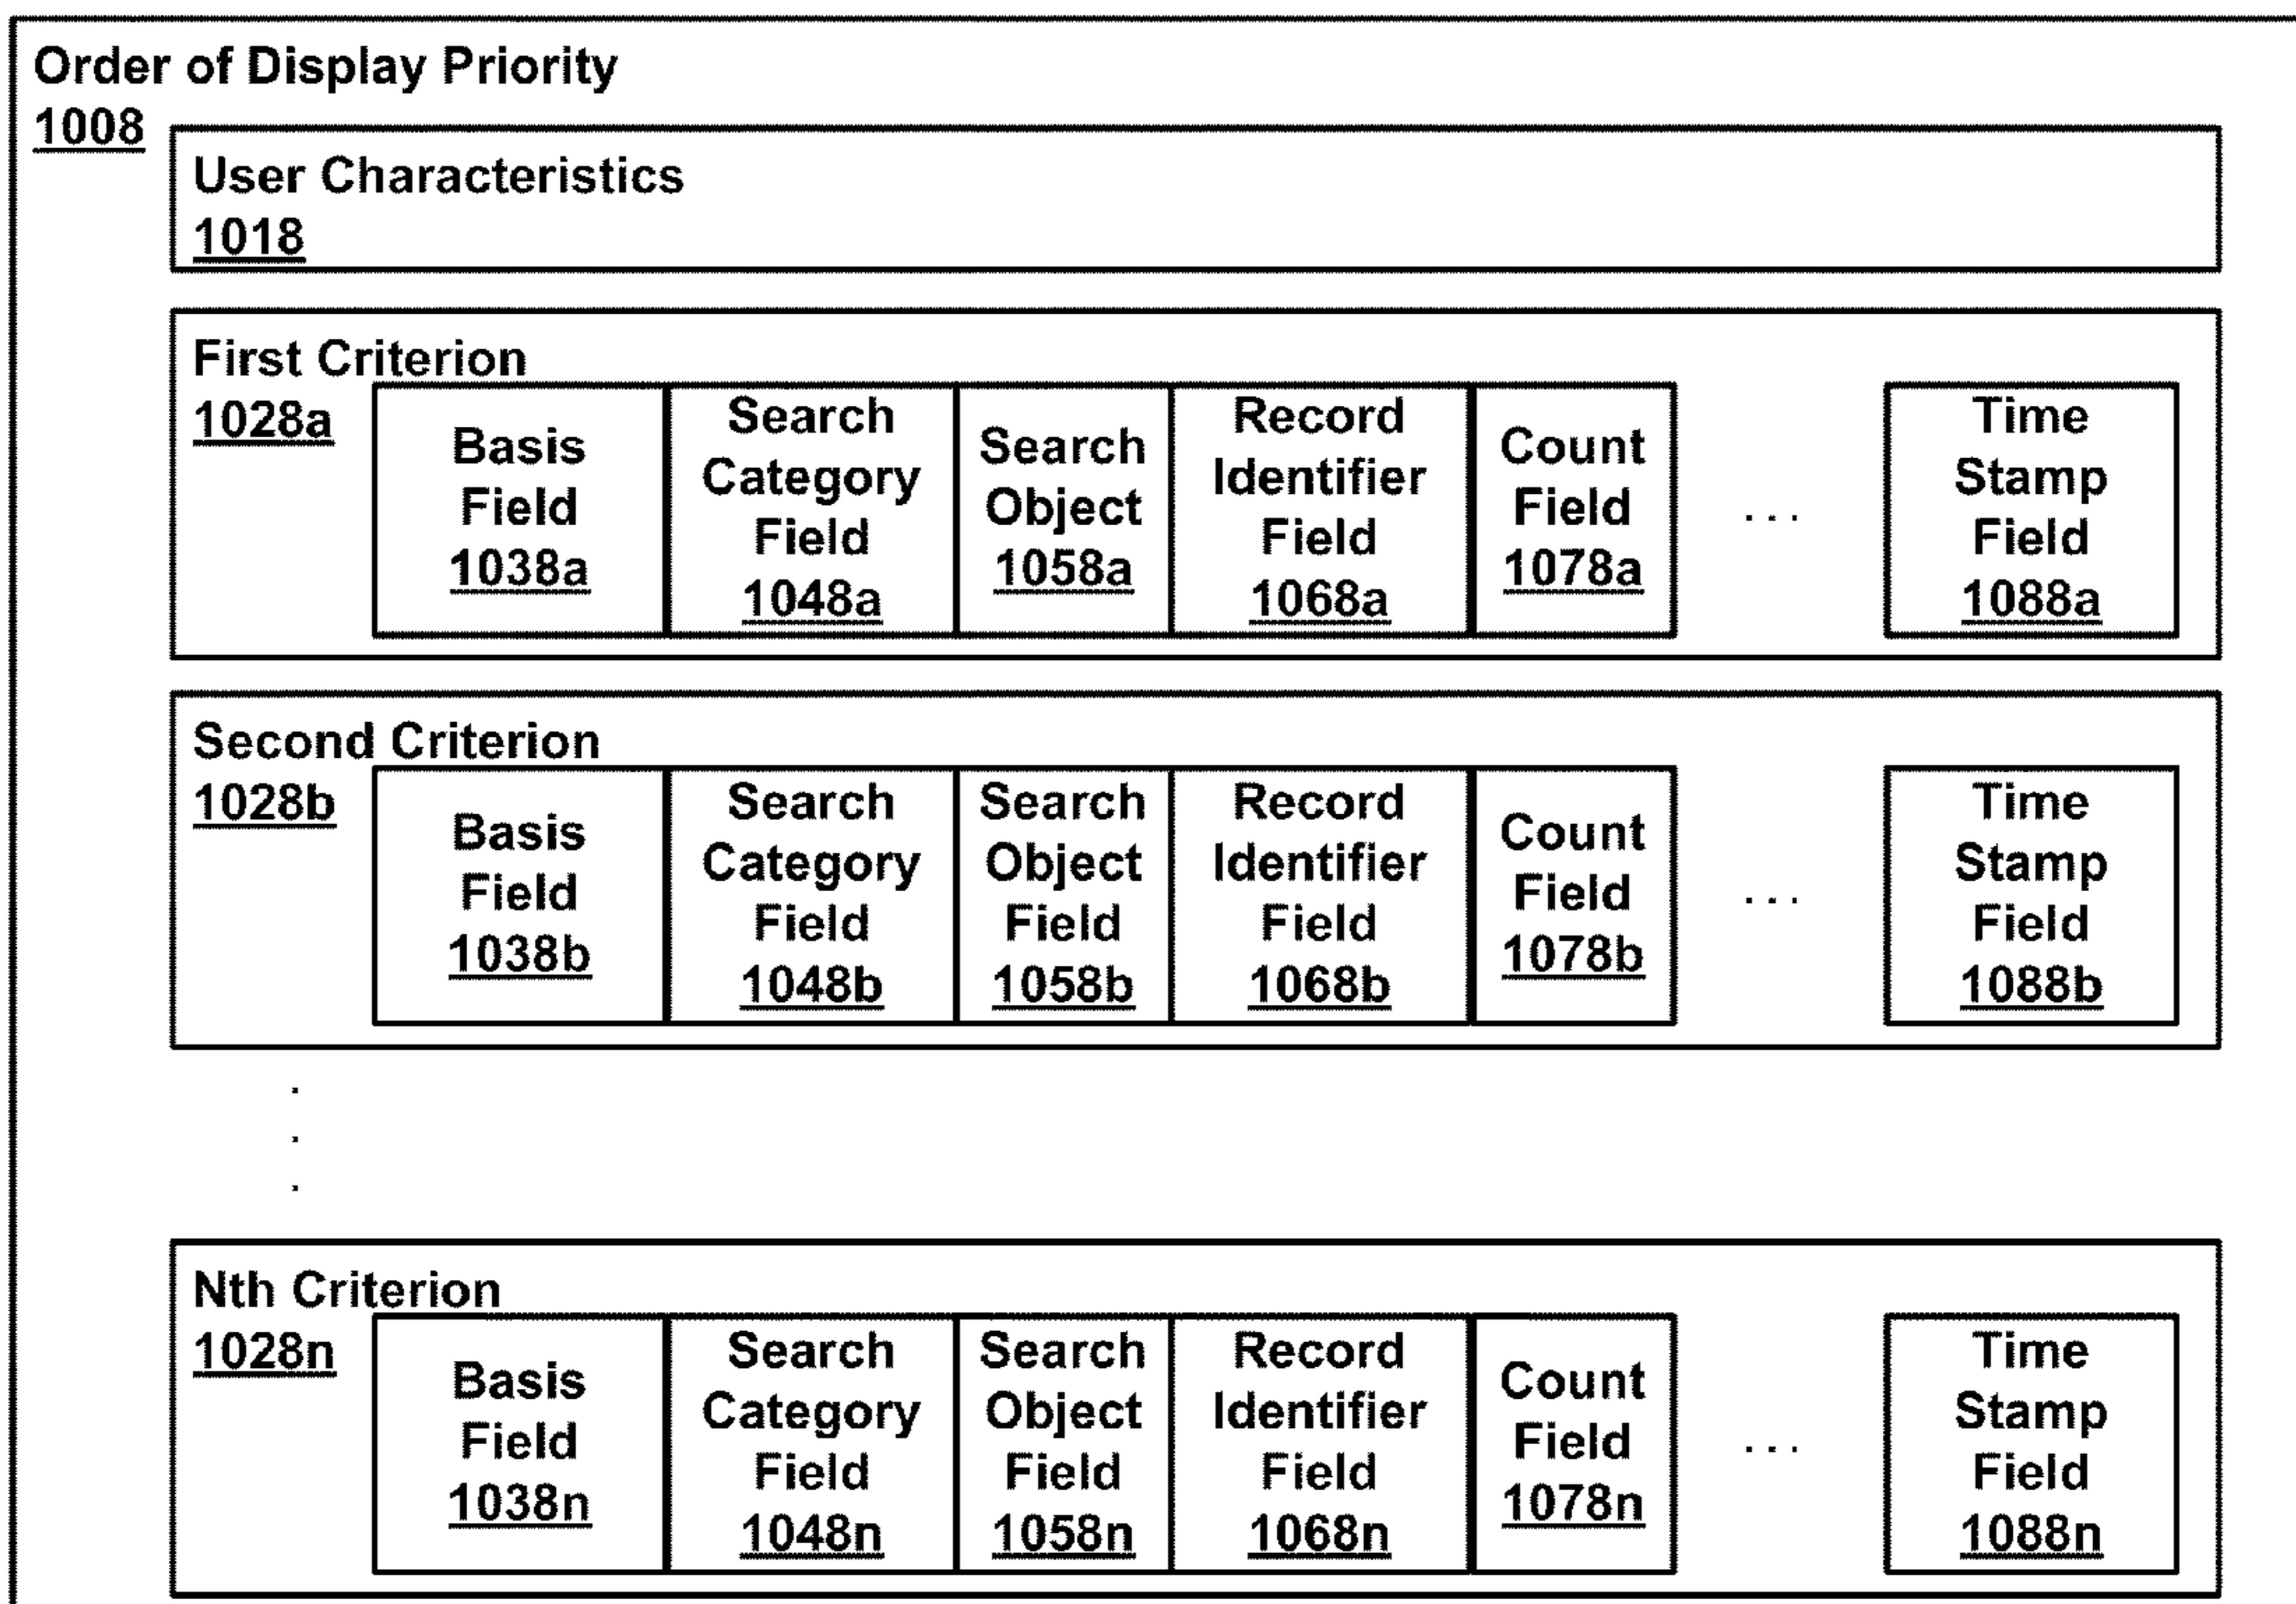 Order of Display Priority
1008
User Characteristics
1018
First Criterion
1028a
Basis
Field
1038a
Search
Category
Field
1048a
Search
Object
1058a
Record
Identifier
Field
1068a
Count
Field
1078a
...
Time
Stamp
Field
1088a
Second Criterion
1028b
Basis
Field
1038b
Search
Category
Field
1048b
Search
Object
Field
1058b
Record
Identifier
Field
1068b
Count
Field
1078b
...
Time
Stamp
Field
1088b
.
.
.
Nth Criterion
1028n
Basis
Field
1038n
Search
Category
Field
1048n
Search
Object
Field
1058n
Record
Identifier
Field
1068n
Count
Field
1078n
...
Time
Stamp
Field
1088n